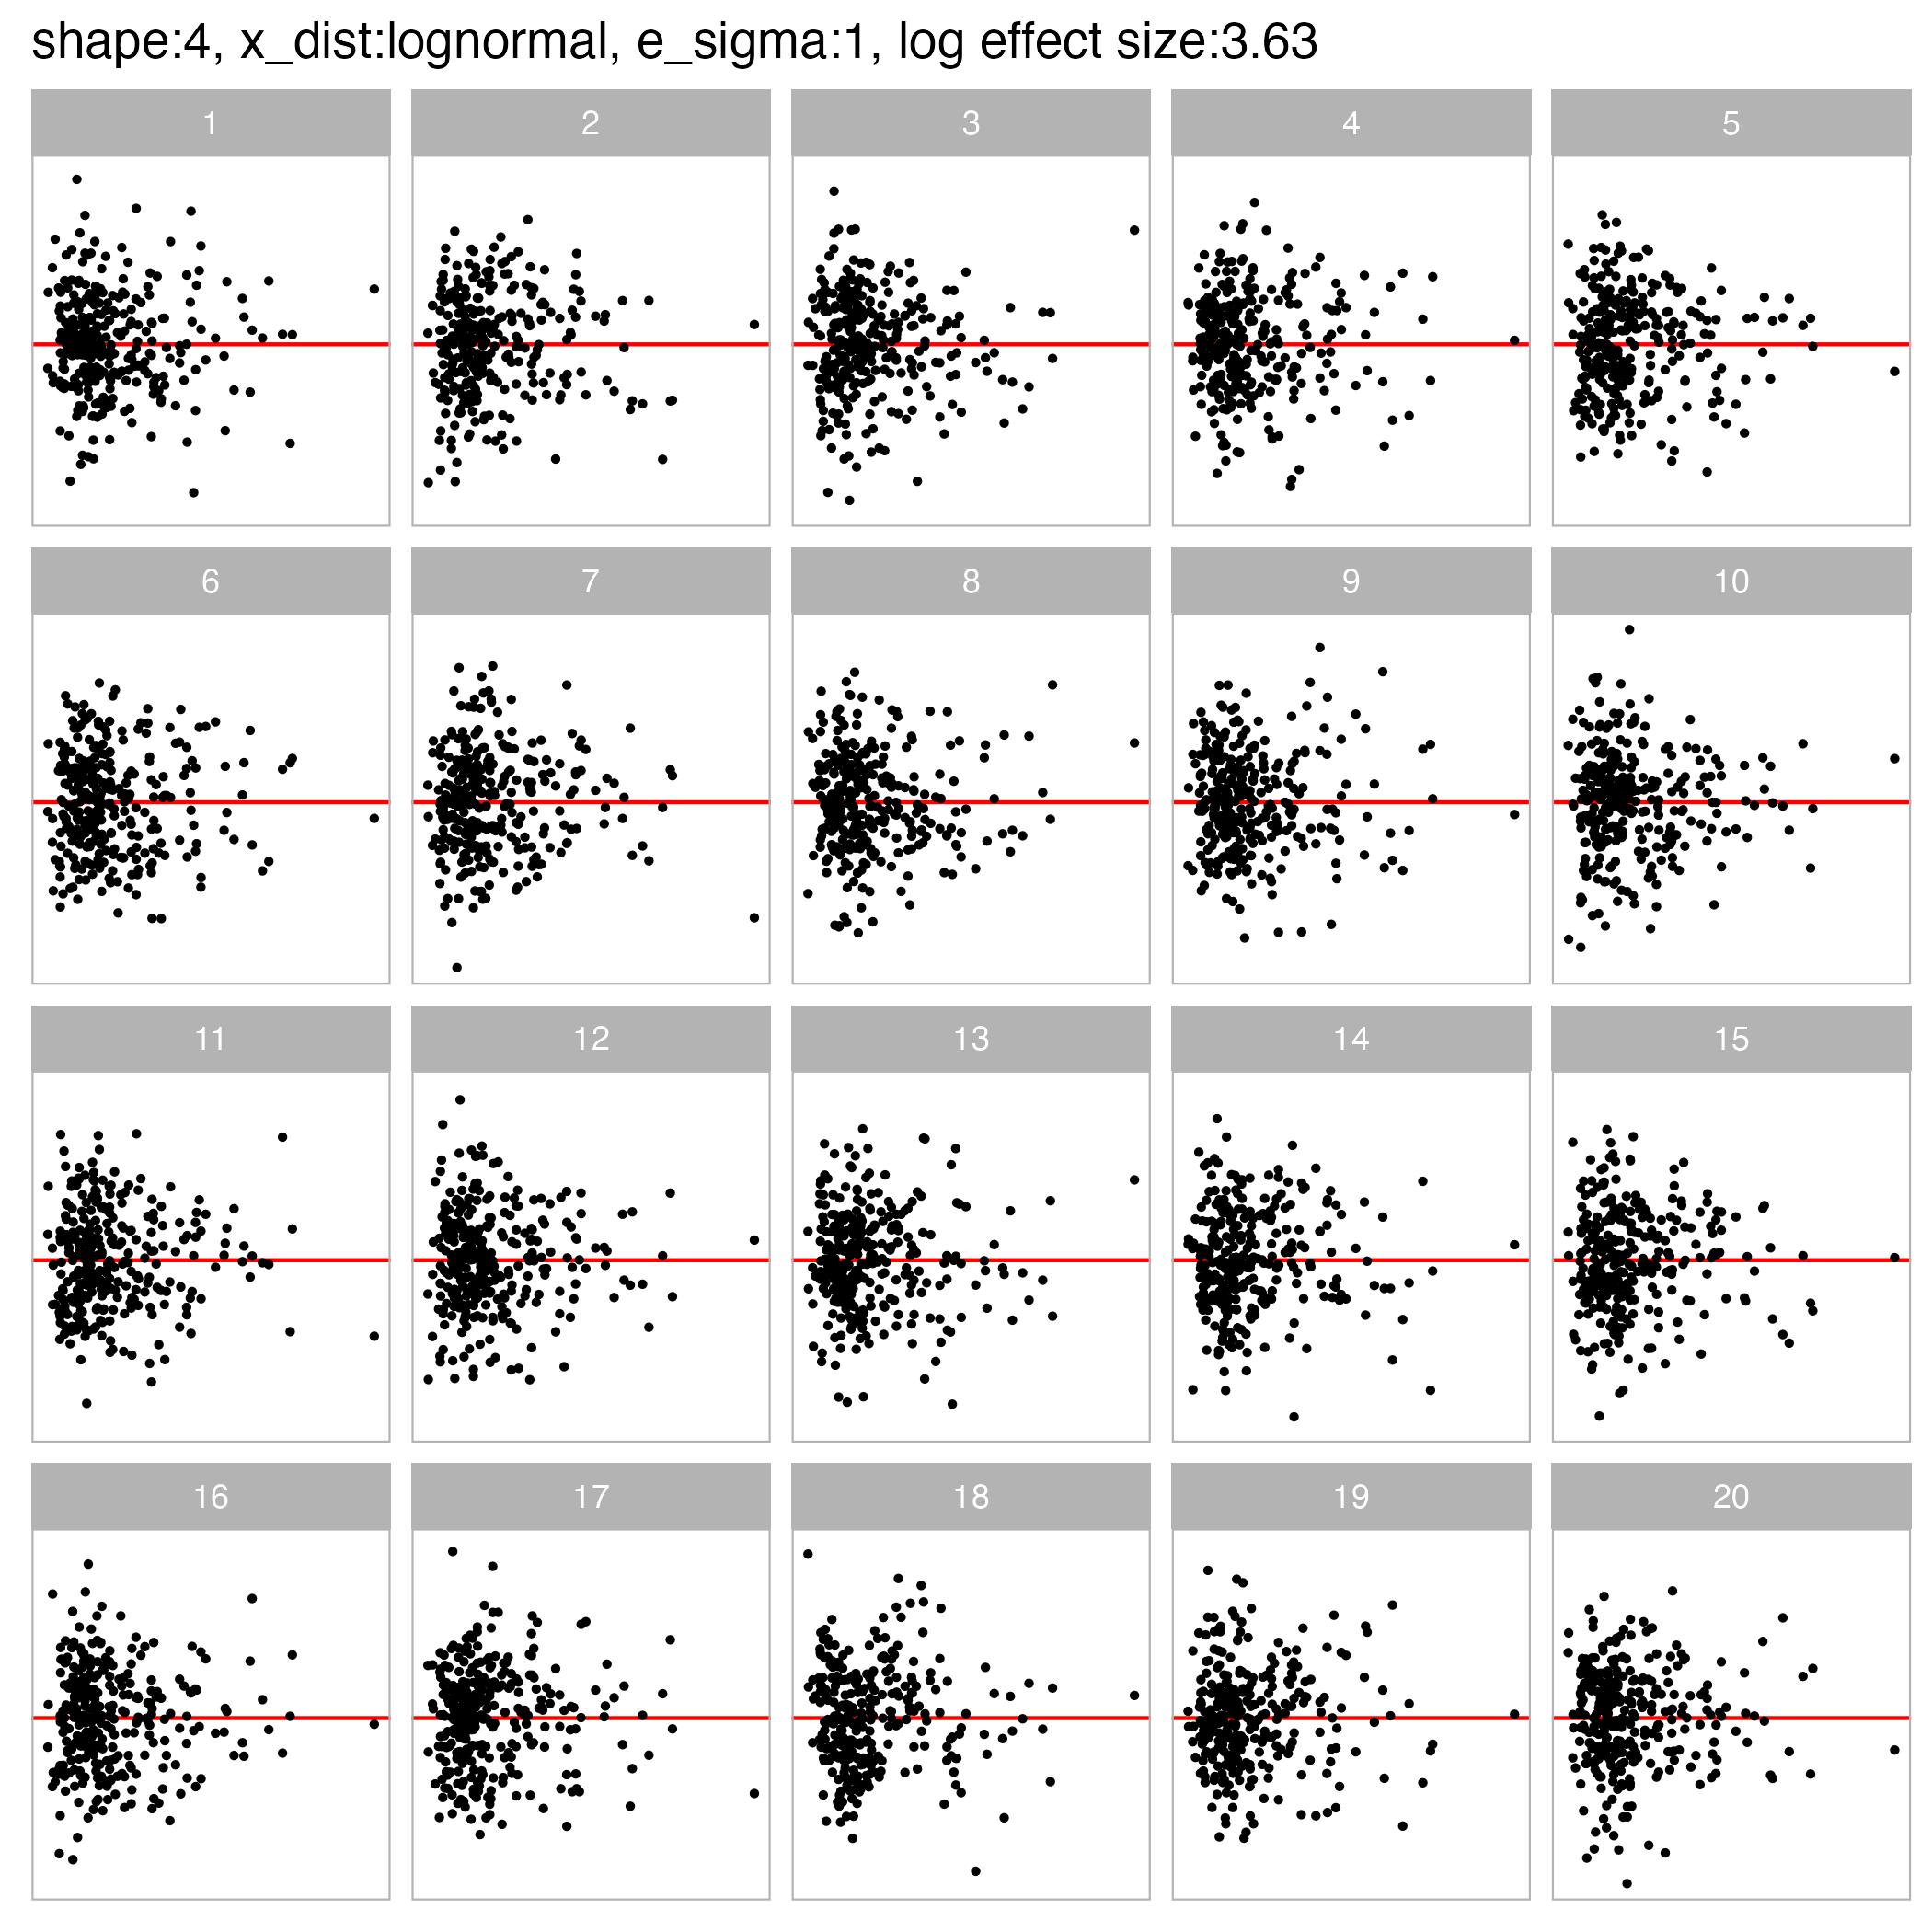 shape:4, x_dist:lognormal, e_sigma:1, log effect size:3.63
1 2 3 4 5
6 7 8 9 10
11 12 13 14 15
16 17 18 19 20